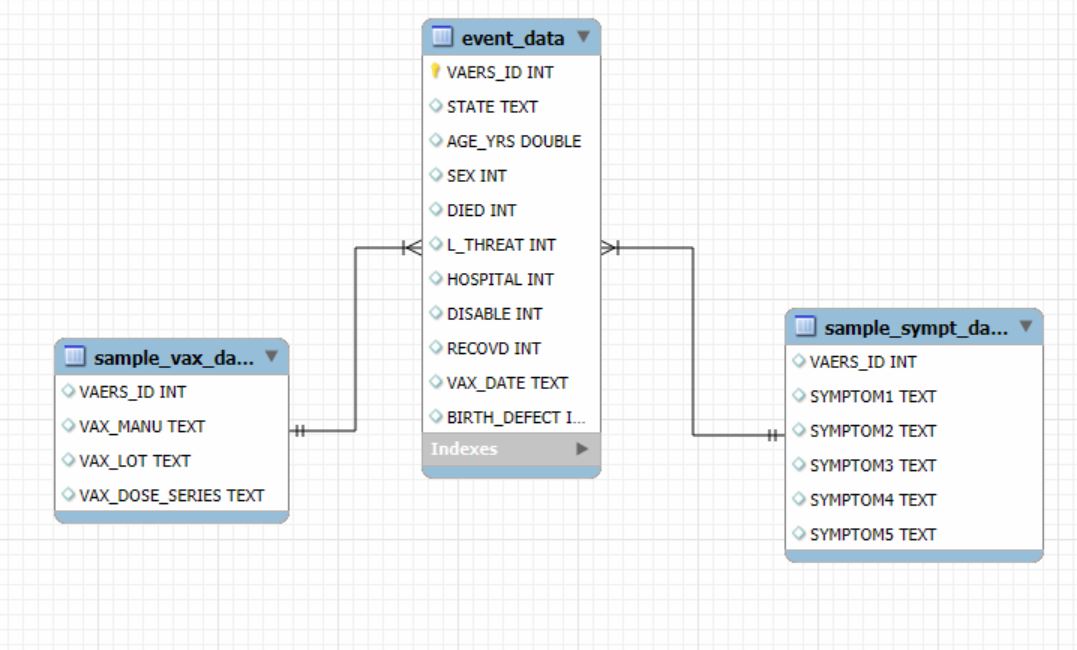 event_data
VAERS_ID INT
STATE TEXT
AGE_YRS DOUBLE
SEX INT
DIED INT
L_THREAT INT
HOSPITAL INT
DISABLE INT
RECOVD INT
VAX_DATE TEXT
BIRTH_DEFECT I...
Indexes
sample_vax_da...
VAERS_ID INT
VAX_MANU TEXT
VAX_LOT TEXT
VAX_DOSE_SERIES TEXT
sample_sympt_da...
VAERS_ID INT
SYMPTOM1 TEXT
SYMPTOM2 TEXT
SYMPTOM3 TEXT
SYMPTOM4 TEXT
SYMPTOM5 TEXT